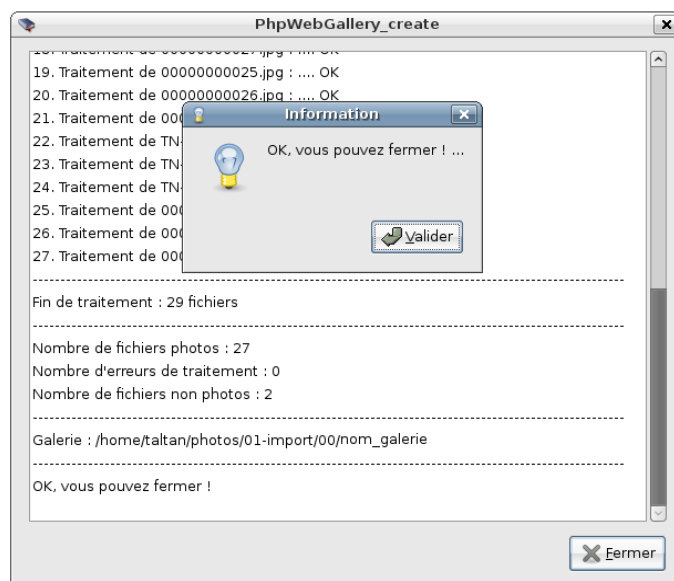 PhpWebGallery_create
19. Traitement de 00000000025.jpg : .... OK
20. Traitement de 00000000026.jpg : .... OK
21. Traitement de
22. Traitement de TN-
23. Traitement de TN-
24. Traitement de TN-
25. Traitement de
26. Traitement de
27. Traitement de
Information
OK, vous pouvez fermer ! ...
Valider
Fin de traitement : 29 fichiers
Nombre de fichiers photos : 27
Nombre d'erreurs de traitement : 0
Nombre de fichiers non photos : 2
Galerie : /home/taltan/photos/01-import/00/nom_galerie
OK, vous pouvez fermer !
Fermer